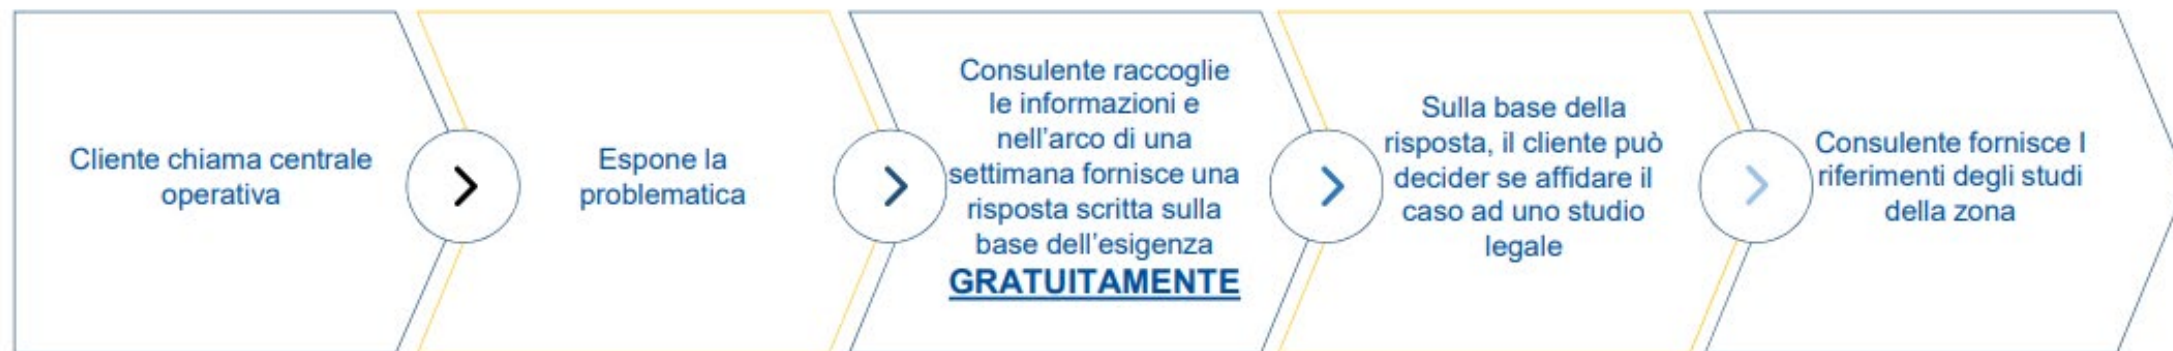 Cliente chiama centrale
operativa
Espone la
problematica
Consulente raccoglie
le informazioni e
nell’arco di una
settimana fornisce una
risposta scritta sulla
base dell’esigenza
GRATUITAMENTE
Sulla base della
risposta, il cliente può
decider se affidare il
caso ad uno studio
legale
Consulente fornisce I
riferimenti degli studi
della zona